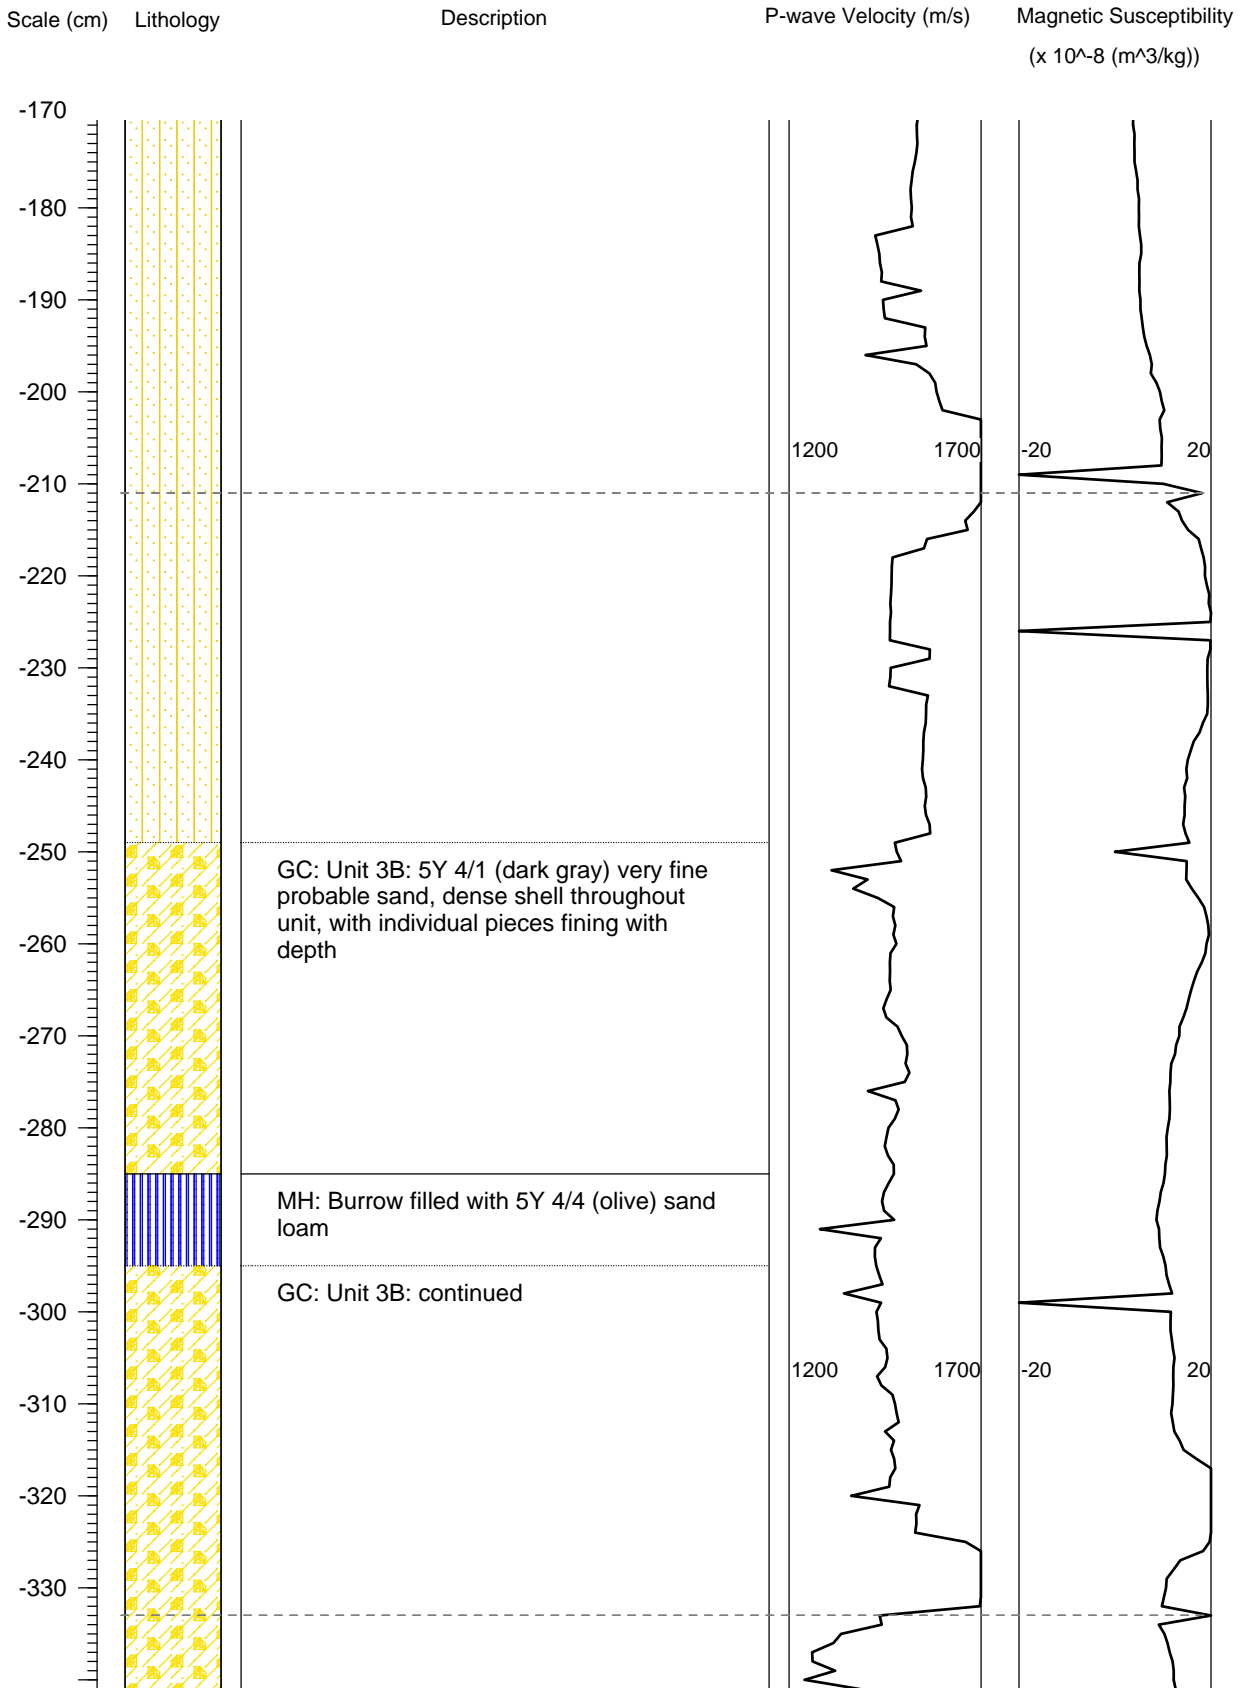 Scale (cm) Lithology Description P-wave Velocity (m/s) Magnetic Susceptibility
(x 10^-8 (m^3/kg))
-170
-180
-190
-200
1200 1700 -20 20
-210
-220
-230
-240
-250
GC: Unit 3B: 5Y 4/1 (dark gray) very fine
probable sand, dense shell throughout
unit, with individual pieces fining with
depth
-260
-270
-280
MH: Burrow filled with 5Y 4/4 (olive) sand
loam
-290
GC: Unit 3B: continued
-300
1200 1700 -20 20
-310
-320
-330